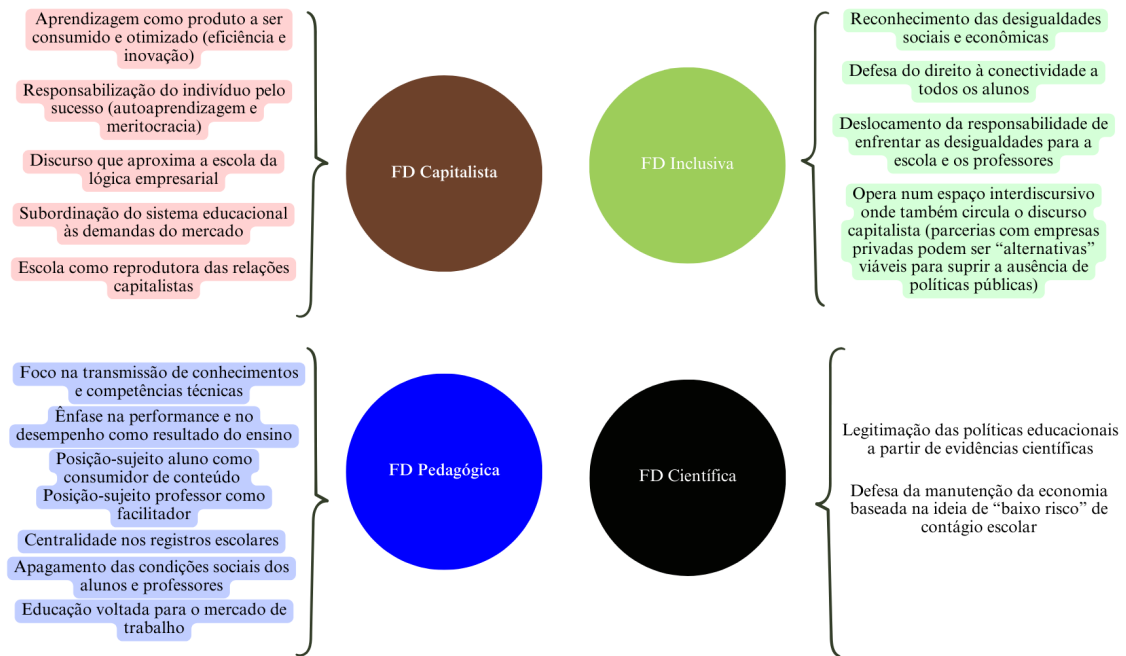 Aprendizagem como produto a ser
consumido e otimizado (eficiência e
inovação)
Responsabilização do indivíduo pelo
sucesso (autoaprendizagem e
meritocracia)
Discurso que aproxima a escola da
lógica empresarial
Subordinação do sistema educacional
às demandas do mercado
Escola como reprodutora das relações
capitalistas
FD Capitalista
FD Inclusiva
Reconhecimento das desigualdades
sociais e econômicas
Defesa do direito à conectividade a
todos os alunos
Deslocamento da responsabilidade de
enfrentar as desigualdades para a
escola e os professores
Opera num espaço interdiscursivo
onde também circula o discurso
capitalista (parcerias com empresas
privadas podem ser “alternativas”
viáveis para suprir a ausência de
políticas públicas)
Foco na transmissão de conhecimentos
e competências técnicas
Ênfase na performance e no
desempenho como resultado do ensino
Posição-sujeito aluno como
consumidor de conteúdo
Posição-sujeito professor como
facilitador
Centralidade nos registros escolares
Apagamento das condições sociais dos
alunos e professores
Educação voltada para o mercado de
trabalho
FD Pedagógica
FD Científica
Legitimação das políticas educacionais
a partir de evidências científicas
Defesa da manutenção da economia
baseada na ideia de “baixo risco” de
contágio escolar